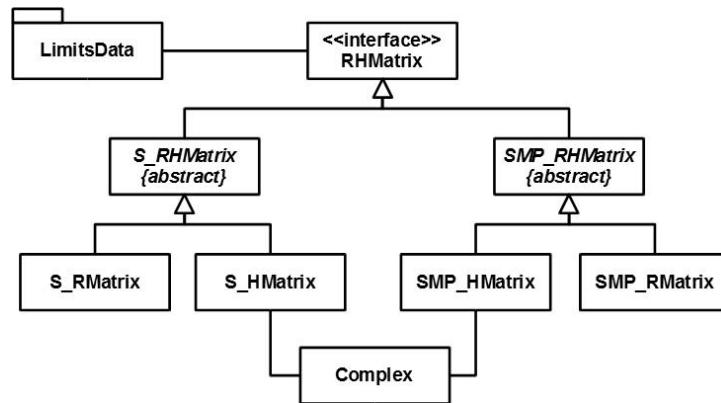 LimitsData
<<interface>>
RHMatrix
S_RHMatrix
{abstract}
SMP_RHMatrix
{abstract}
S_RMatrix
S_HMatrix
SMP_HMatrix
SMP_RMatrix
Complex